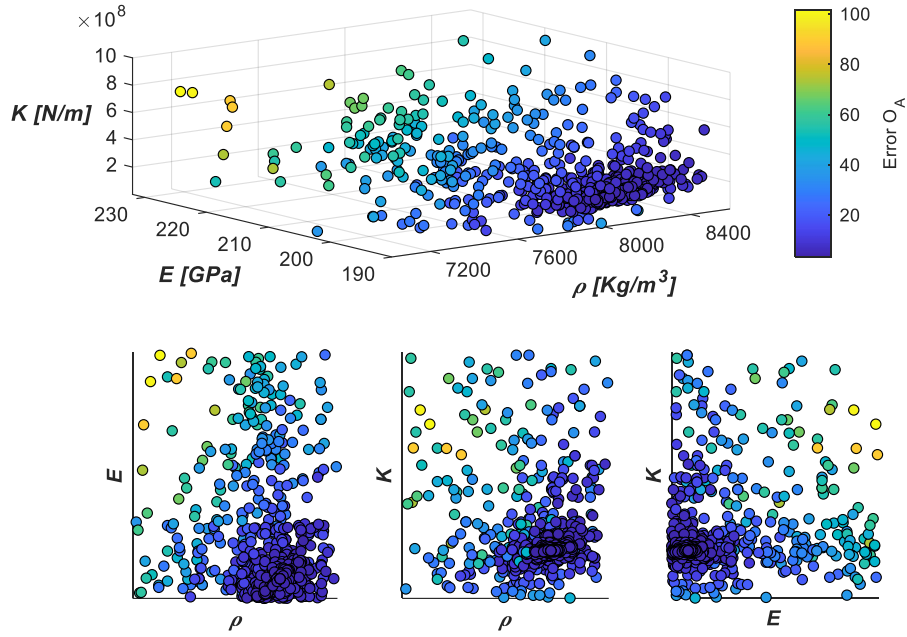 × 10⁸
10
8
6
4
2
K [N/m]
230
220
210
200
190
E [GPa]
7200
7600
8000
8400
ρ [Kg/m³]
100
80
60
40
20
Error O_A
E
ρ
K
ρ
K
E